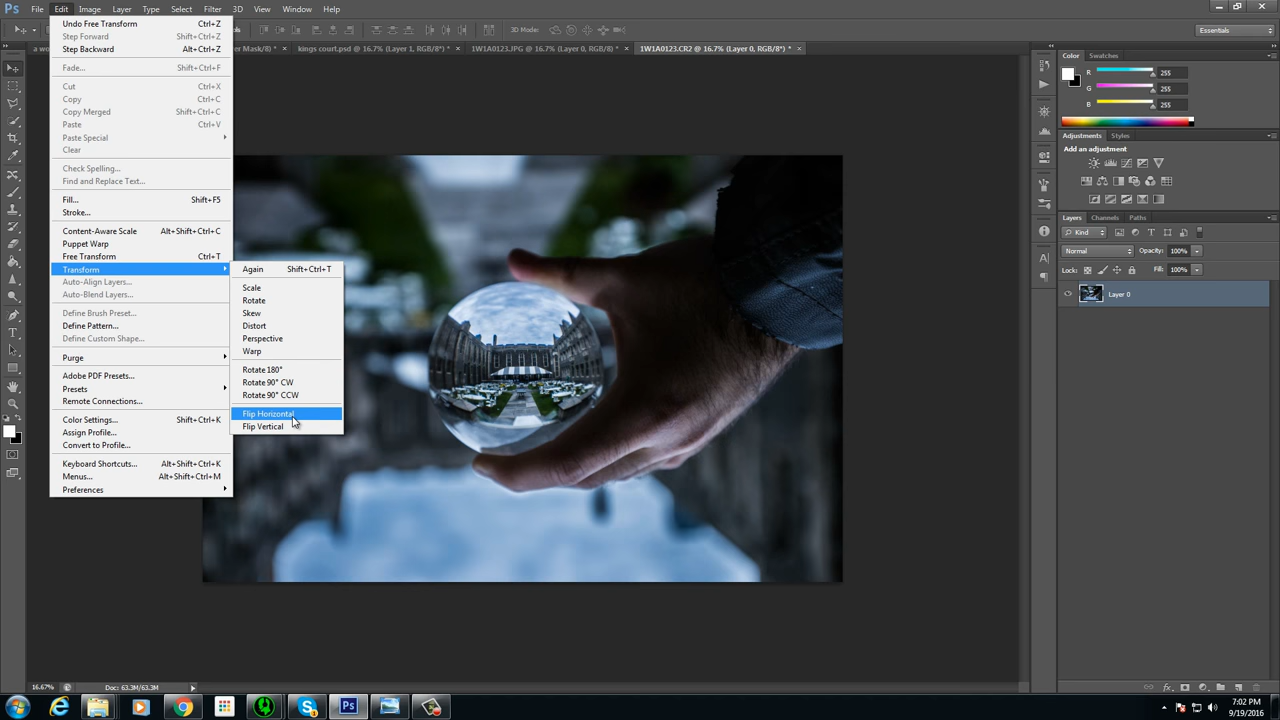 Ps File Edit Image Layer Type Select Filter 3D View Window Help
3D Mode:
Essentials
kings court.psd @ 16.7% (Layer 1, RGB/8*) *
×
1W1A0123.JPG @ 16.7% (Layer 0, RGB/8) *
×
1W1A0123.CR2 @ 16.7% (Layer 0, RGB/8*) *
×
Undo Free Transform Ctrl+Z
Step Forward Shift+Ctrl+Z
Step Backward Alt+Ctrl+Z
Fade... Shift+Ctrl+F
Cut Ctrl+X
Copy Ctrl+C
Copy Merged Shift+Ctrl+C
Paste Ctrl+V
Paste Special
Clear
Check Spelling...
Find and Replace Text...
Fill... Shift+F5
Stroke...
Content-Aware Scale Alt+Shift+Ctrl+C
Puppet Warp
Free Transform Ctrl+T
Transform
Auto-Align Layers...
Auto-Blend Layers...
Define Brush Preset...
Define Pattern...
Define Custom Shape...
Purge
Adobe PDF Presets...
Presets
Remote Connections...
Color Settings... Shift+Ctrl+K
Assign Profile...
Convert to Profile...
Keyboard Shortcuts... Alt+Shift+Ctrl+K
Menus... Alt+Shift+Ctrl+M
Preferences
Again Shift+Ctrl+T
Scale
Rotate
Skew
Distort
Perspective
Warp
Rotate 180°
Rotate 90° CW
Rotate 90° CCW
Flip Horizontal
Flip Vertical
Color Swatches
R 255
G 255
B 255
Adjustments Styles
Add an adjustment
Layers Channels Paths
Kind
Normal Opacity: 100%
Lock: Fill: 100%
Layer 0
16.67% Doc: 63.3M/63.3M
Ps
7:02 PM
9/19/2016